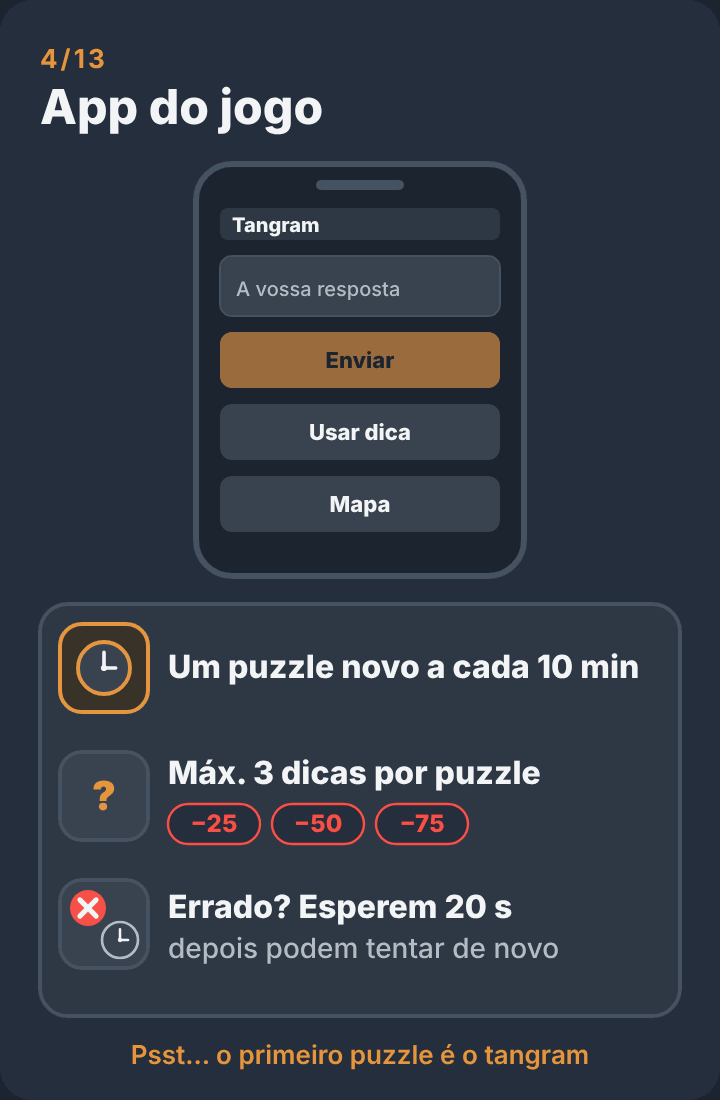 4/13
App do jogo
Tangram
A vossa resposta
Enviar
Usar dica
Mapa
Um puzzle novo a cada 10 min
?
Máx. 3 dicas por puzzle
−25 −50 −75
Errado? Esperem 20 s
depois podem tentar de novo
Psst... o primeiro puzzle é o tangram